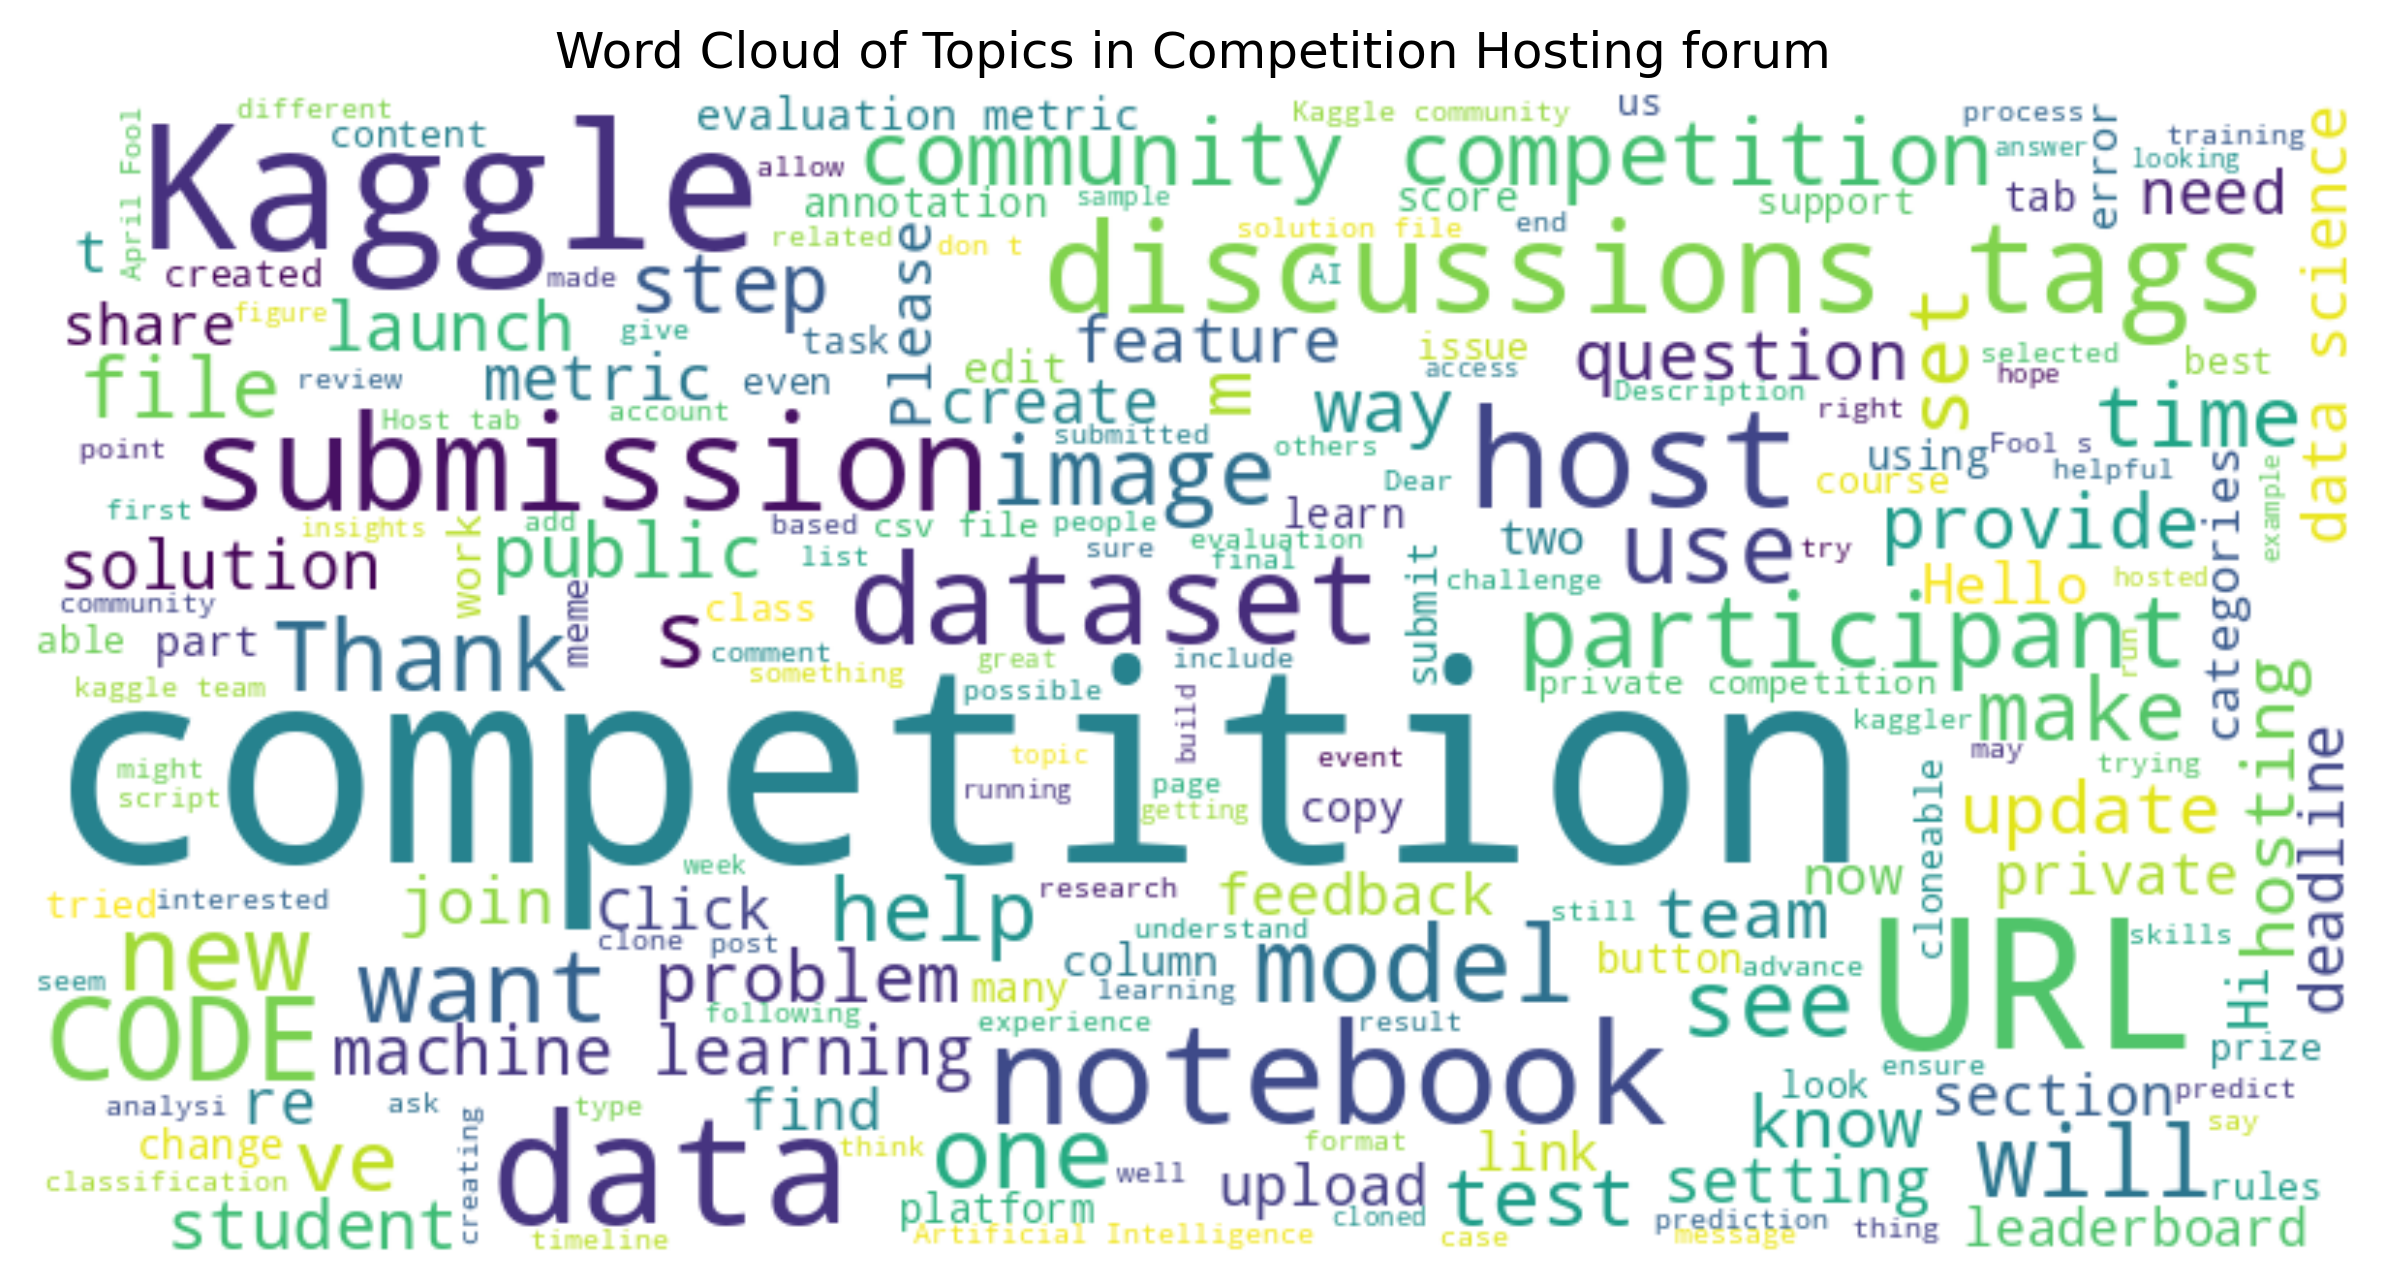 Word Cloud of Topics in Competition Hosting forum
different
content
evaluation metric
Kaggle community
us
process
error
training
answer
looking
data science
April Fool
Kaggle
allow
community competition
annotation
sample
score
support
tab
need
t
created
related
don t
solution file
end
made
step
Please
AI
discussions tags
share
figure
launch
give
task
feature
issue
question
set
selected
best
file
review
metric
even
edit
access
hope
Host tab
account
create
m
way
Description
right
time
point
submission
submitted
others
host
using
Fool s
helpful
image
Dear
course
categories
example
first
insights
work
add
public
based
csv file
people
learn
two
use
try
provide
solution
list
sure
evaluation
final
submit
challenge
Hello
hosted
community
meme
s
class
dataset
participant
run
able
part
Thank
comment
something
great
include
kaggle team
possible
private competition
make
hosting
competition
build
kaggler
might
topic
event
may
trying
deadline
script
running
page
getting
copy
cloneable
update
week
tried
interested
join
Click
help
research
feedback
now
private
still
team
new
clone
post
understand
URL
skills
seem
want
problem
many
column
learning
model
button
advance
see
Hi
CODE
following
experience
result
machine learning
notebook
ensure
prize
analysi
re
ask
creating
type
find
look
section
predict
change
ve
data
think
one
format
link
know
say
classification
well
upload
test
setting
will
rules
student
platform
cloned
prediction
thing
leaderboard
timeline
Artificial Intelligence
case
message